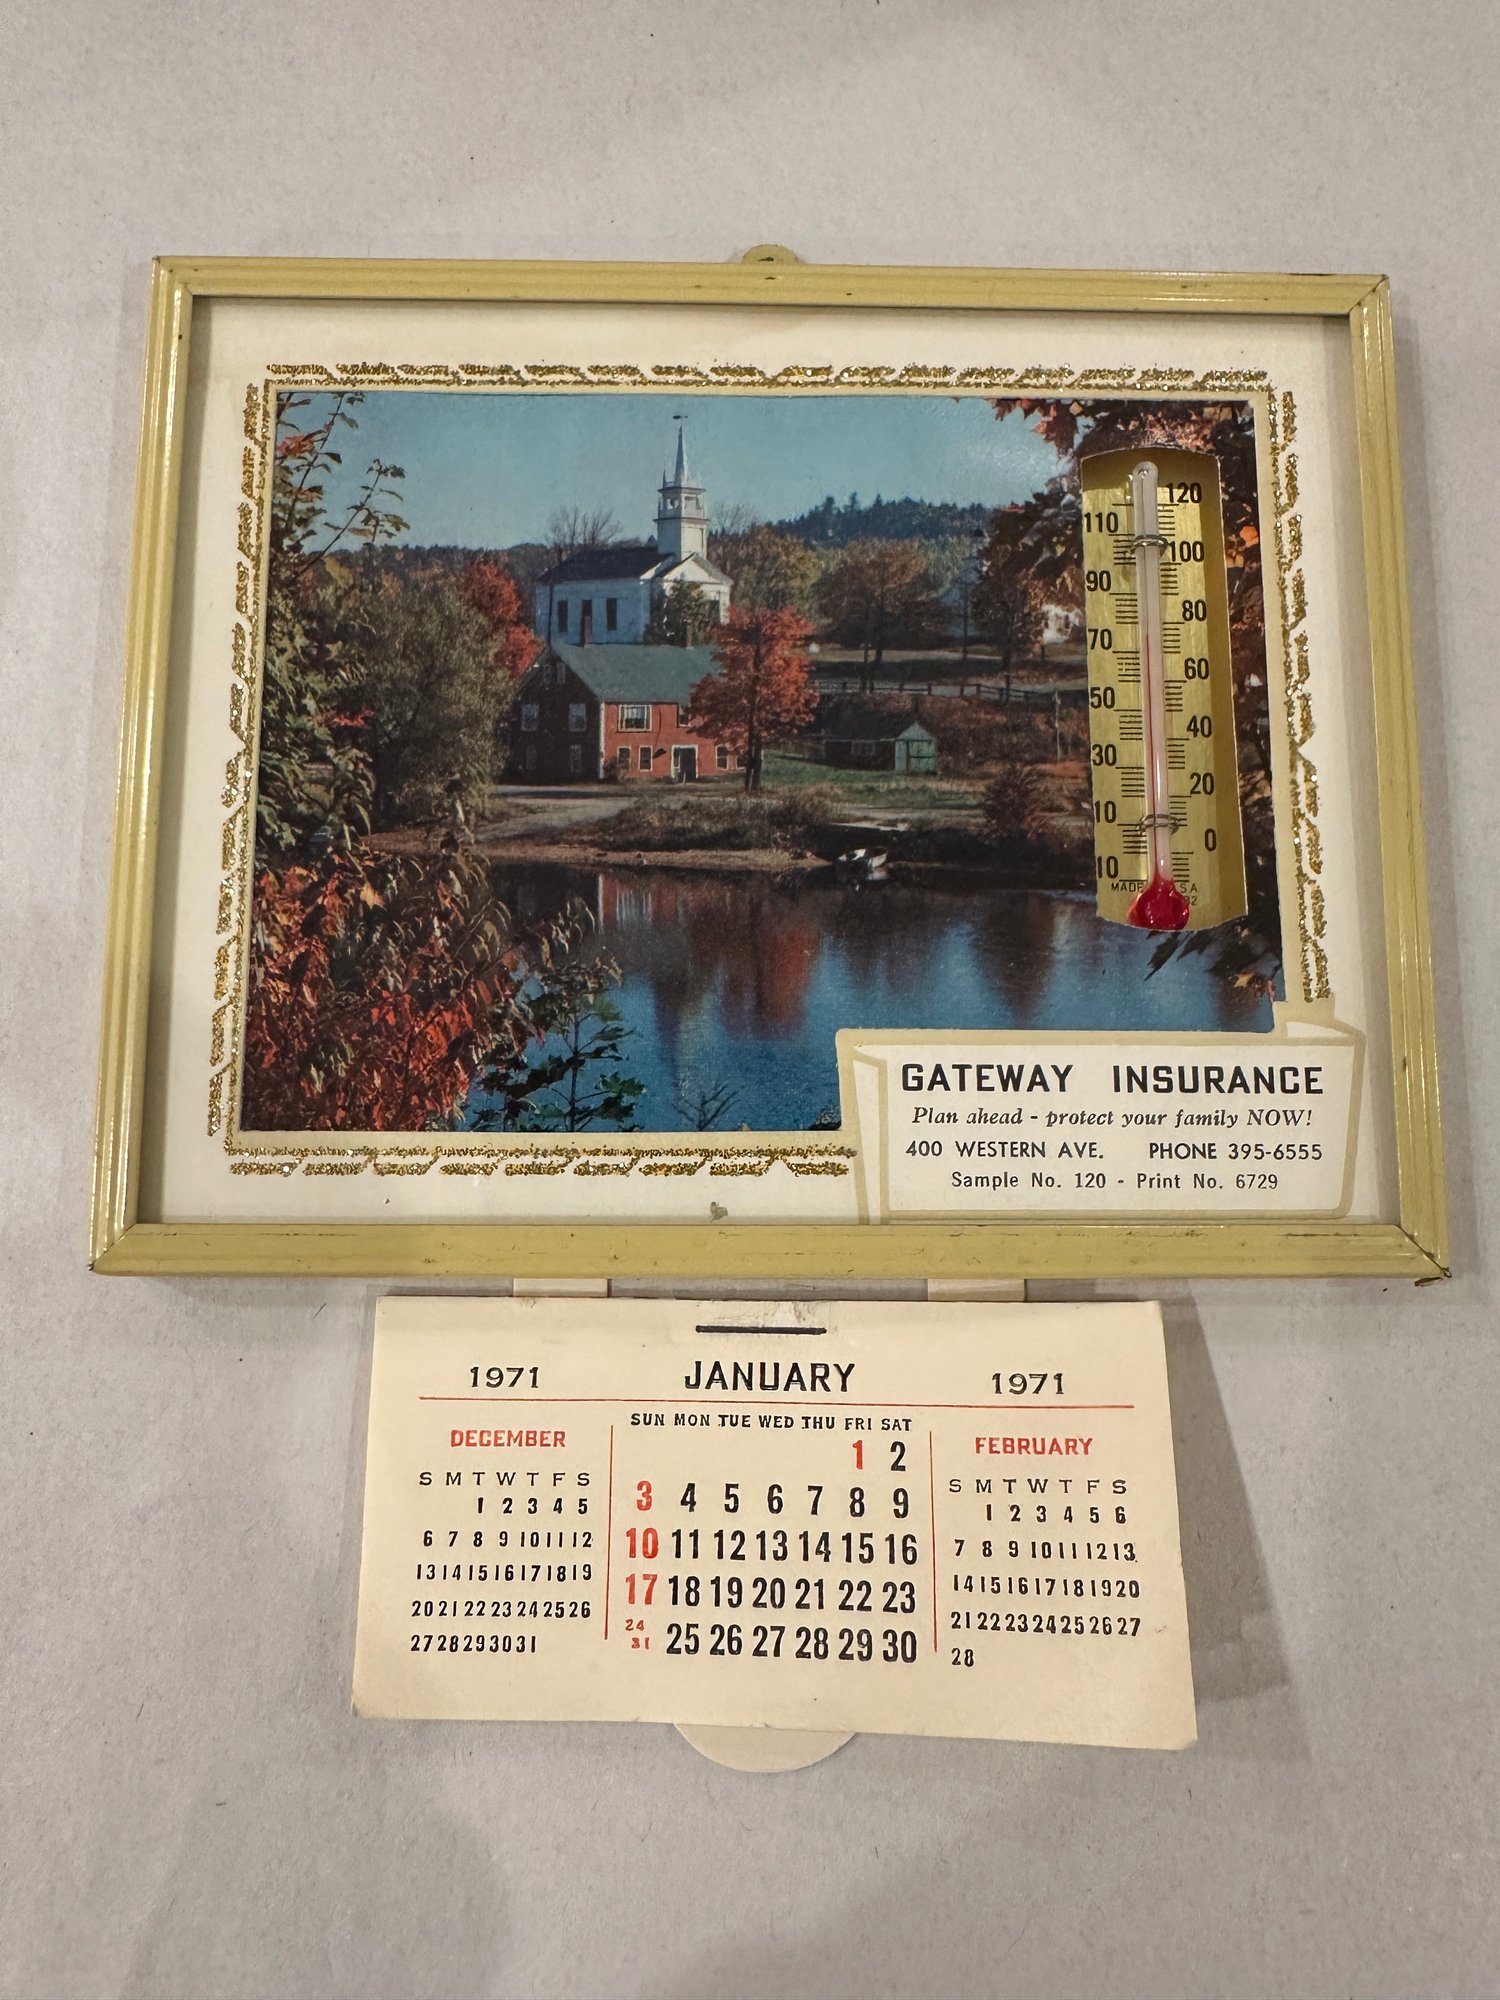 120
110
100
90
80
70
60
50
40
30
20
10
0
10
MADE SA
GATEWAY INSURANCE
Plan ahead - protect your family NOW!
400 WESTERN AVE. PHONE 395-6555
Sample No. 120 - Print No. 6729
1971 JANUARY 1971
DECEMBER
S M T W T F S
1 2 3 4 5
6 7 8 9 10 11 12
13 14 15 16 17 18 19
20 21 22 23 24 25 26
27 28 29 30 31
SUN MON TUE WED THU FRI SAT
1 2
3 4 5 6 7 8 9
10 11 12 13 14 15 16
17 18 19 20 21 22 23
24
31 25 26 27 28 29 30
FEBRUARY
S M T W T F S
1 2 3 4 5 6
7 8 9 10 11 12 13
14 15 16 17 18 19 20
21 22 23 24 25 26 27
28